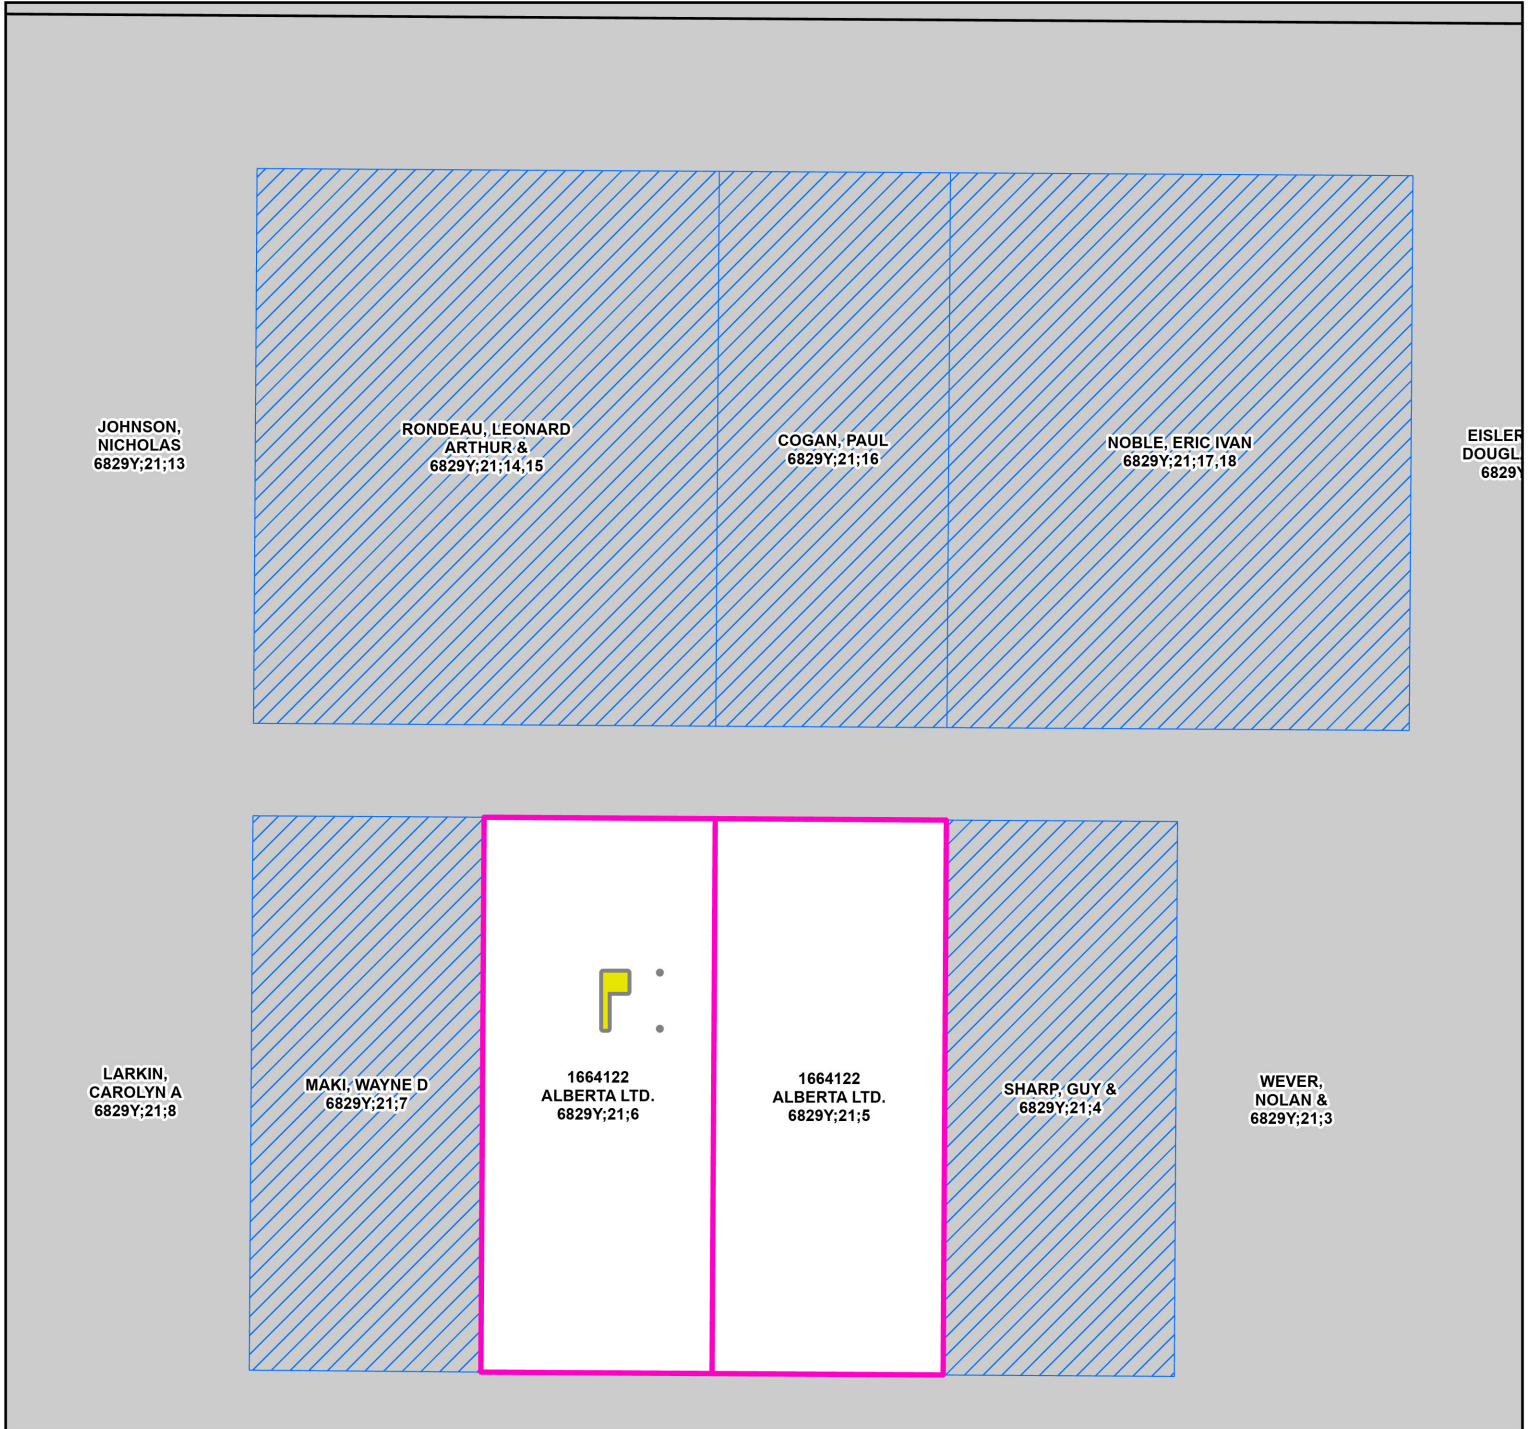 JOHNSON,
NICHOLAS
6829Y;21;13
RONDEAU, LEONARD
ARTHUR &
6829Y;21;14,15
COGAN, PAUL
6829Y;21;16
NOBLE, ERIC IVAN
6829Y;21;17,18
EISLER
DOUGL
6829Y
LARKIN,
CAROLYN A
6829Y;21;8
MAKI, WAYNE D
6829Y;21;7
1664122
ALBERTA LTD.
6829Y;21;6
1664122
ALBERTA LTD.
6829Y;21;5
SHARP, GUY &
6829Y;21;4
WEVER,
NOLAN &
6829Y;21;3